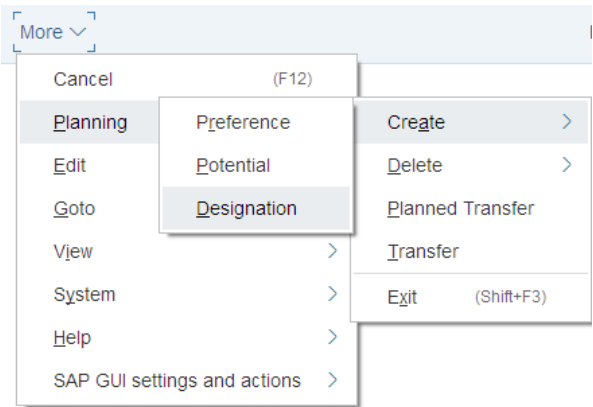 More
Cancel (F12)
Planning
Edit
Goto
View
System
Help
SAP GUI settings and actions
Preference
Potential
Designation
Create
Delete
Planned Transfer
Transfer
Exit (Shift+F3)